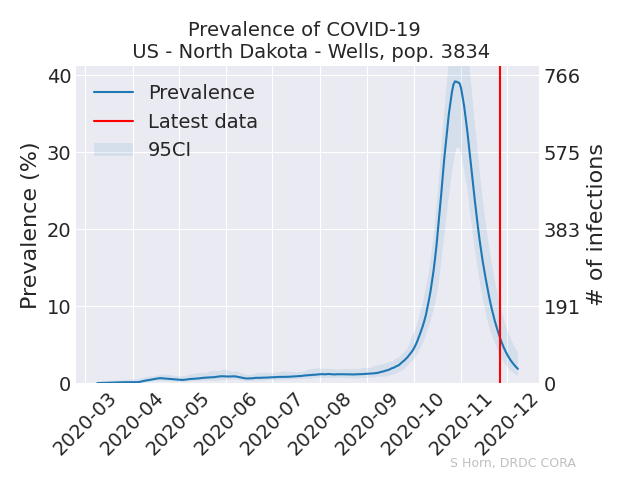 Prevalence of COVID-19
US - North Dakota - Wells, pop. 3834
Prevalence
Latest data
95CI
Prevalence (%)
40
30
20
10
0
766
575
383
191
0
# of infections
2020-03
2020-04
2020-05
2020-06
2020-07
2020-08
2020-09
2020-10
2020-11
2020-12
S Horn, DRDC CORA